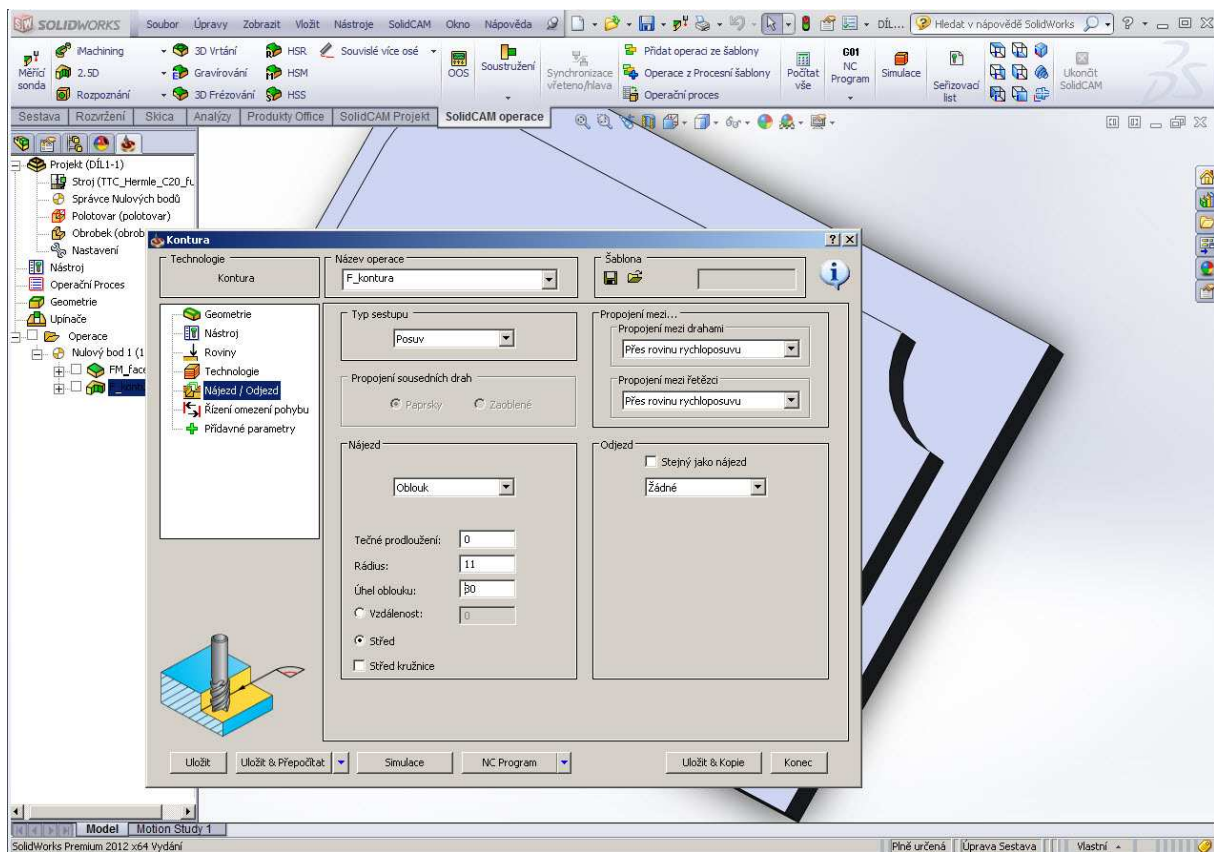 SOLIDWORKS Soubor Úpravy Zobrazit Vložit Nástroje SolidCAM Okno Nápověda DÍL... Hledat v nápovědě SolidWorks
Měřící sonda
iMachining
2.5D
Rozpoznání
3D Vrtání
Gravírování
3D Frézování
HSR
HSM
HSS
Souvislé více osé
OOS
Soustružení
Synchronizace vřeteno/hlava
Přidat operaci ze šablony
Operace z Procesní šablony
Operační proces
Počítat vše
G01
NC Program
Simulace
Seřizovací list
Ukončit SolidCAM
Sestava Rozvržení Skica Analýzy Produkty Office SolidCAM Projekt SolidCAM operace
Projekt (DÍL1-1)
Stroj (TTC_Hermle_C20_fu
Správce Nulových bodů
Polotovar (polotovar)
Obrobek (obrob
Nastavení
Nástroj
Operační Proces
Geometrie
Upínače
Operace
Nulový bod 1 (1
FM_face
F_kontu
Kontura
Technologie
Kontura
Název operace
F_kontura
Šablona
Geometrie
Nástroj
Roviny
Technologie
Nájezd / Odjezd
Řízení omezení pohybu
Přídavné parametry
Typ sestupu
Posuv
Propojení sousedních drah
Paprsky Zaoblené
Propojení mezi...
Propojení mezi drahami
Přes rovinu rychloposuvu
Propojení mezi řetězci
Přes rovinu rychloposuvu
Nájezd
Oblouk
Tečné prodloužení: 0
Rádius: 11
Úhel oblouku: 30
Vzdálenost: 0
Střed
Střed kružnice
Odjezd
Stejný jako nájezd
Žádné
Uložit Uložit & Přepočítat Simulace NC Program Uložit & Kopie Konec
Model Motion Study 1
SolidWorks Premium 2012 x64 Vydání Plně určená Úprava Sestava Vlastní